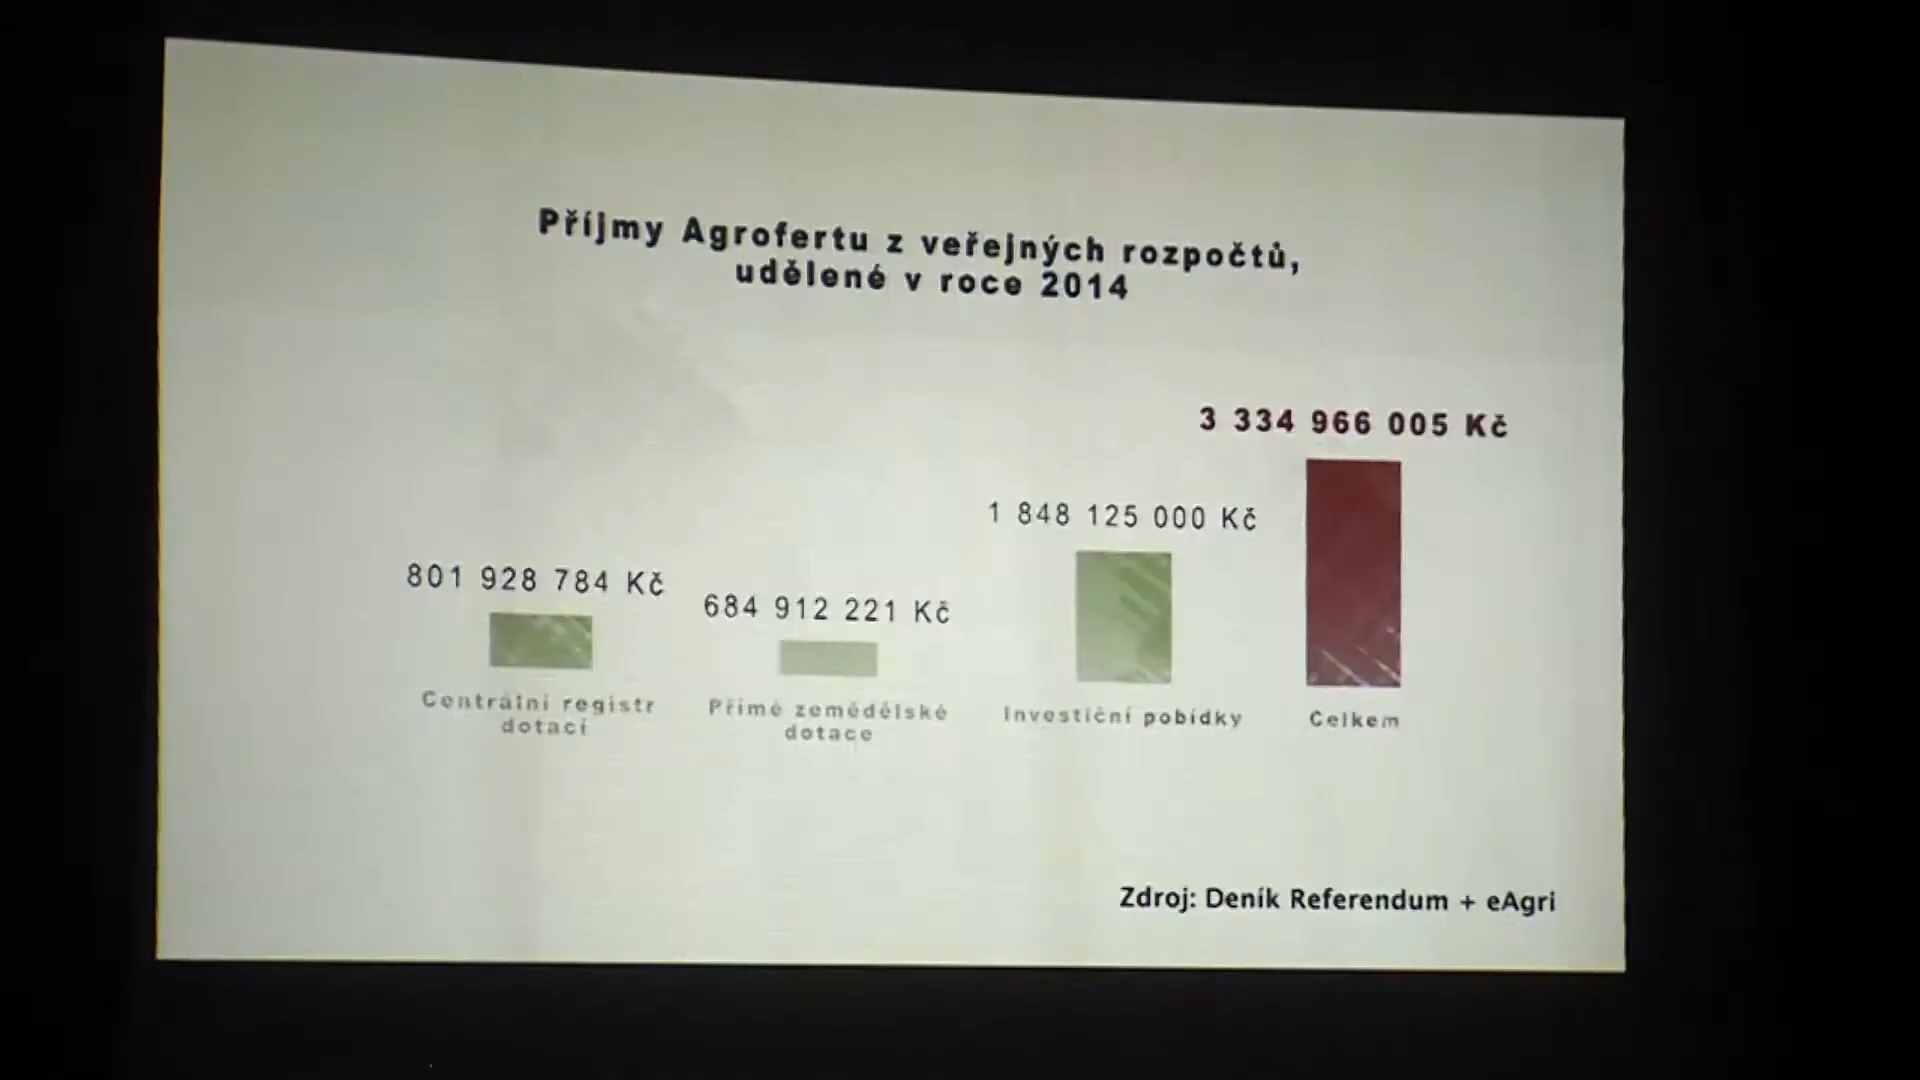 Příjmy Agrofertu z veřejných rozpočtů,
udělené v roce 2014
3 334 966 005 Kč
1 848 125 000 Kč
801 928 784 Kč
684 912 221 Kč
Centrální registr
dotací
Přímé zemědělské
dotace
Investiční pobídky
Celkem
Zdroj: Deník Referendum + eAgri